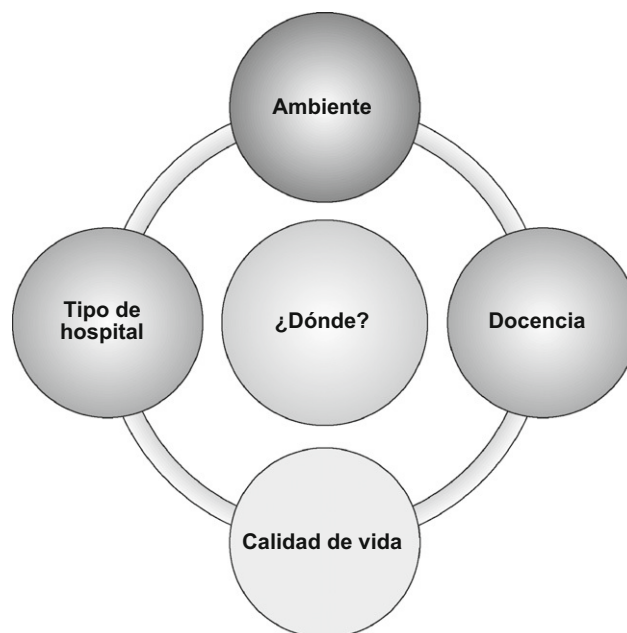 Ambiente
Tipo de
hospital
¿Dónde?
Docencia
Calidad de vida